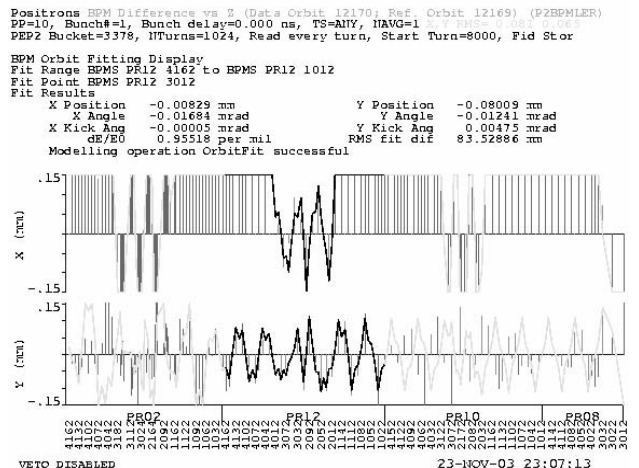 Positrons BPM Difference vs Z (Data Orbit 12170; Ref. Orbit 12169) (P2BPMLER)
PP=10, Bunch#=1, Bunch delay=0.000 ns, TS=ANY, NAVG=1 X,Y RMS= 0.081 0.065
PEP2 Bucket=3378, NTurns=1024, Read every turn, Start Turn=8000, Fid Stor
BPM Orbit Fitting Display
Fit Range BPMS PR12 4162 to BPMS PR12 1012
Fit Point BPMS PR12 3012
Fit Results
X Position -0.00829 mm Y Position -0.08009 mm
X Angle -0.01684 mrad Y Angle -0.01241 mrad
X Kick Ang -0.00005 mrad Y Kick Ang 0.00475 mrad
dE/E0 0.95518 per mil RMS fit dif 83.52886 mm
Modelling operation OrbitFit successful
.15
X (mm)
-.15
.15
Y (mm)
-.15
PR02 PR12 PR10 PR08
VETO DISABLED 23-NOV-03 23:07:13